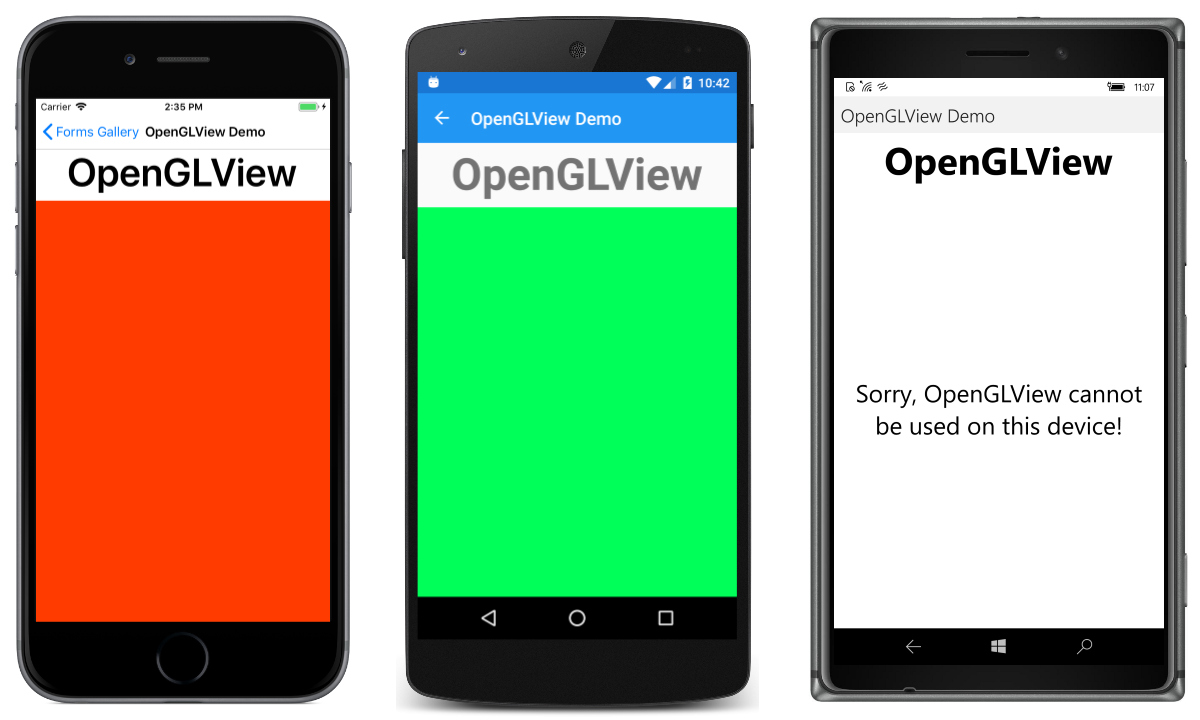 Carrier 2:35 PM
Forms Gallery OpenGLView Demo
OpenGLView
10:42
OpenGLView Demo
OpenGLView
11:07
OpenGLView Demo
OpenGLView
Sorry, OpenGLView cannot
be used on this device!